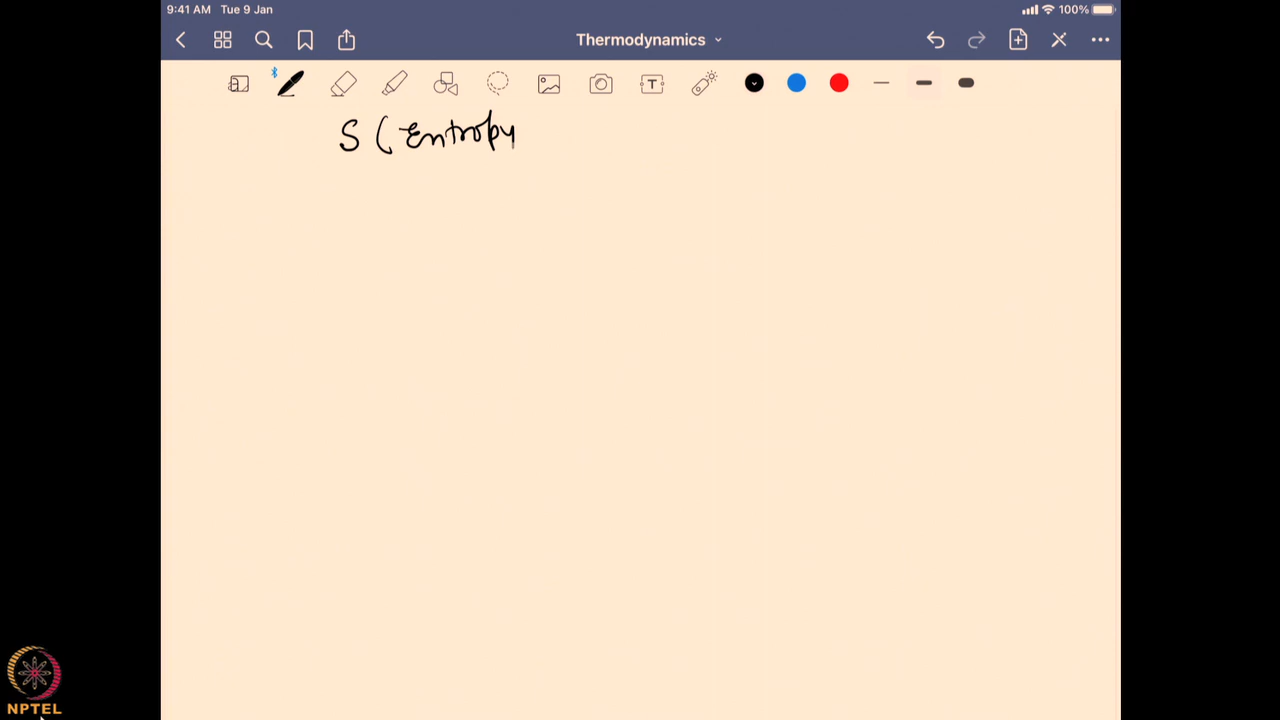 9:41 AM Tue 9 Jan 100%
Thermodynamics
T
S (Entropy
NPTEL